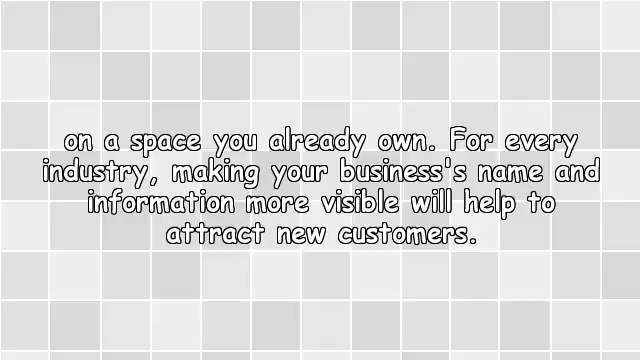 on a space you already own. For every
industry, making your business's name and
information more visible will help to
attract new customers.